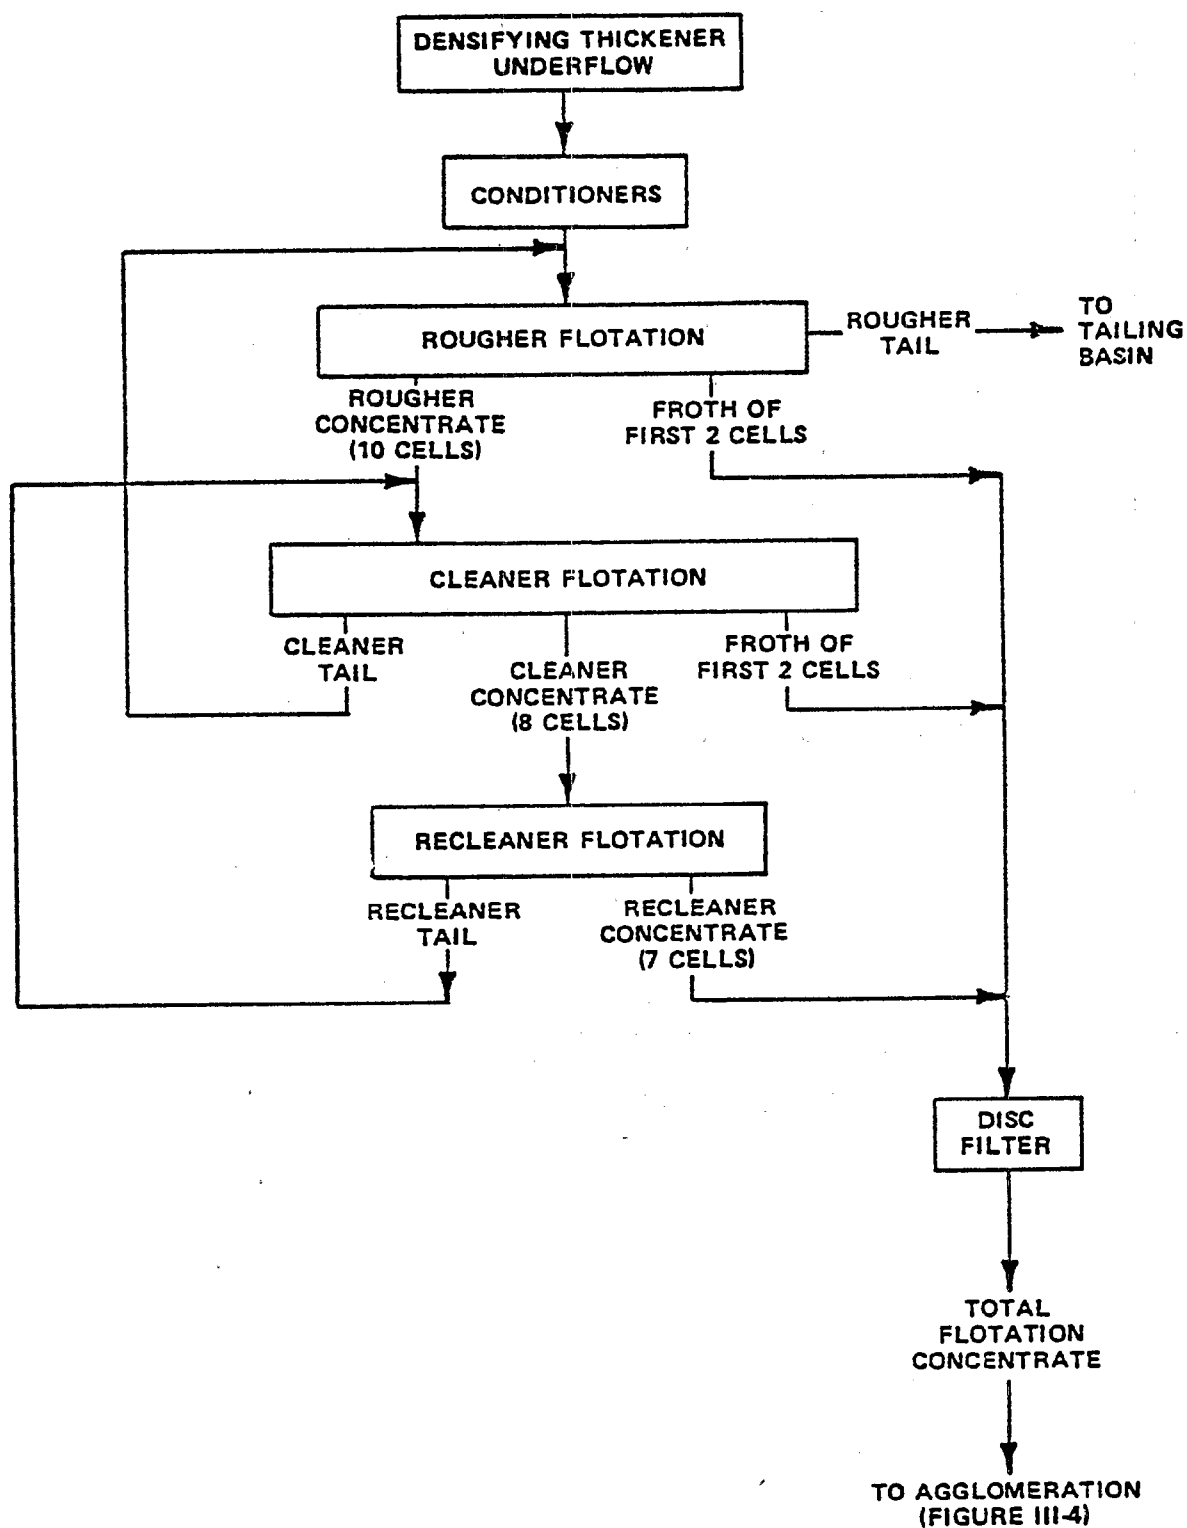 DENSIFYING THICKENER
UNDERFLOW
CONDITIONERS
ROUGHER FLOTATION
ROUGHER
TAIL
TO
TAILING
BASIN
ROUGHER
CONCENTRATE
(10 CELLS)
FROTH OF
FIRST 2 CELLS
CLEANER FLOTATION
CLEANER
TAIL
CLEANER
CONCENTRATE
(8 CELLS)
FROTH OF
FIRST 2 CELLS
RECLEANER FLOTATION
RECLEANER
TAIL
RECLEANER
CONCENTRATE
(7 CELLS)
DISC
FILTER
TOTAL
FLOTATION
CONCENTRATE
TO AGGLOMERATION
(FIGURE III-4)